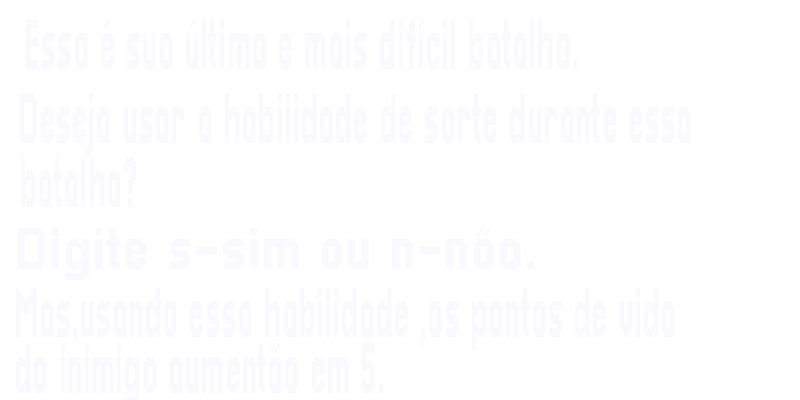 Essa é sua última e mais difícil batalha.
Deseja usar a habilidade de sorte durante essa
batalha?
Digite s-sim ou n-não.
Mas,usando essa habilidade ,os pontos de vida
do inimigo aumentão em 5.